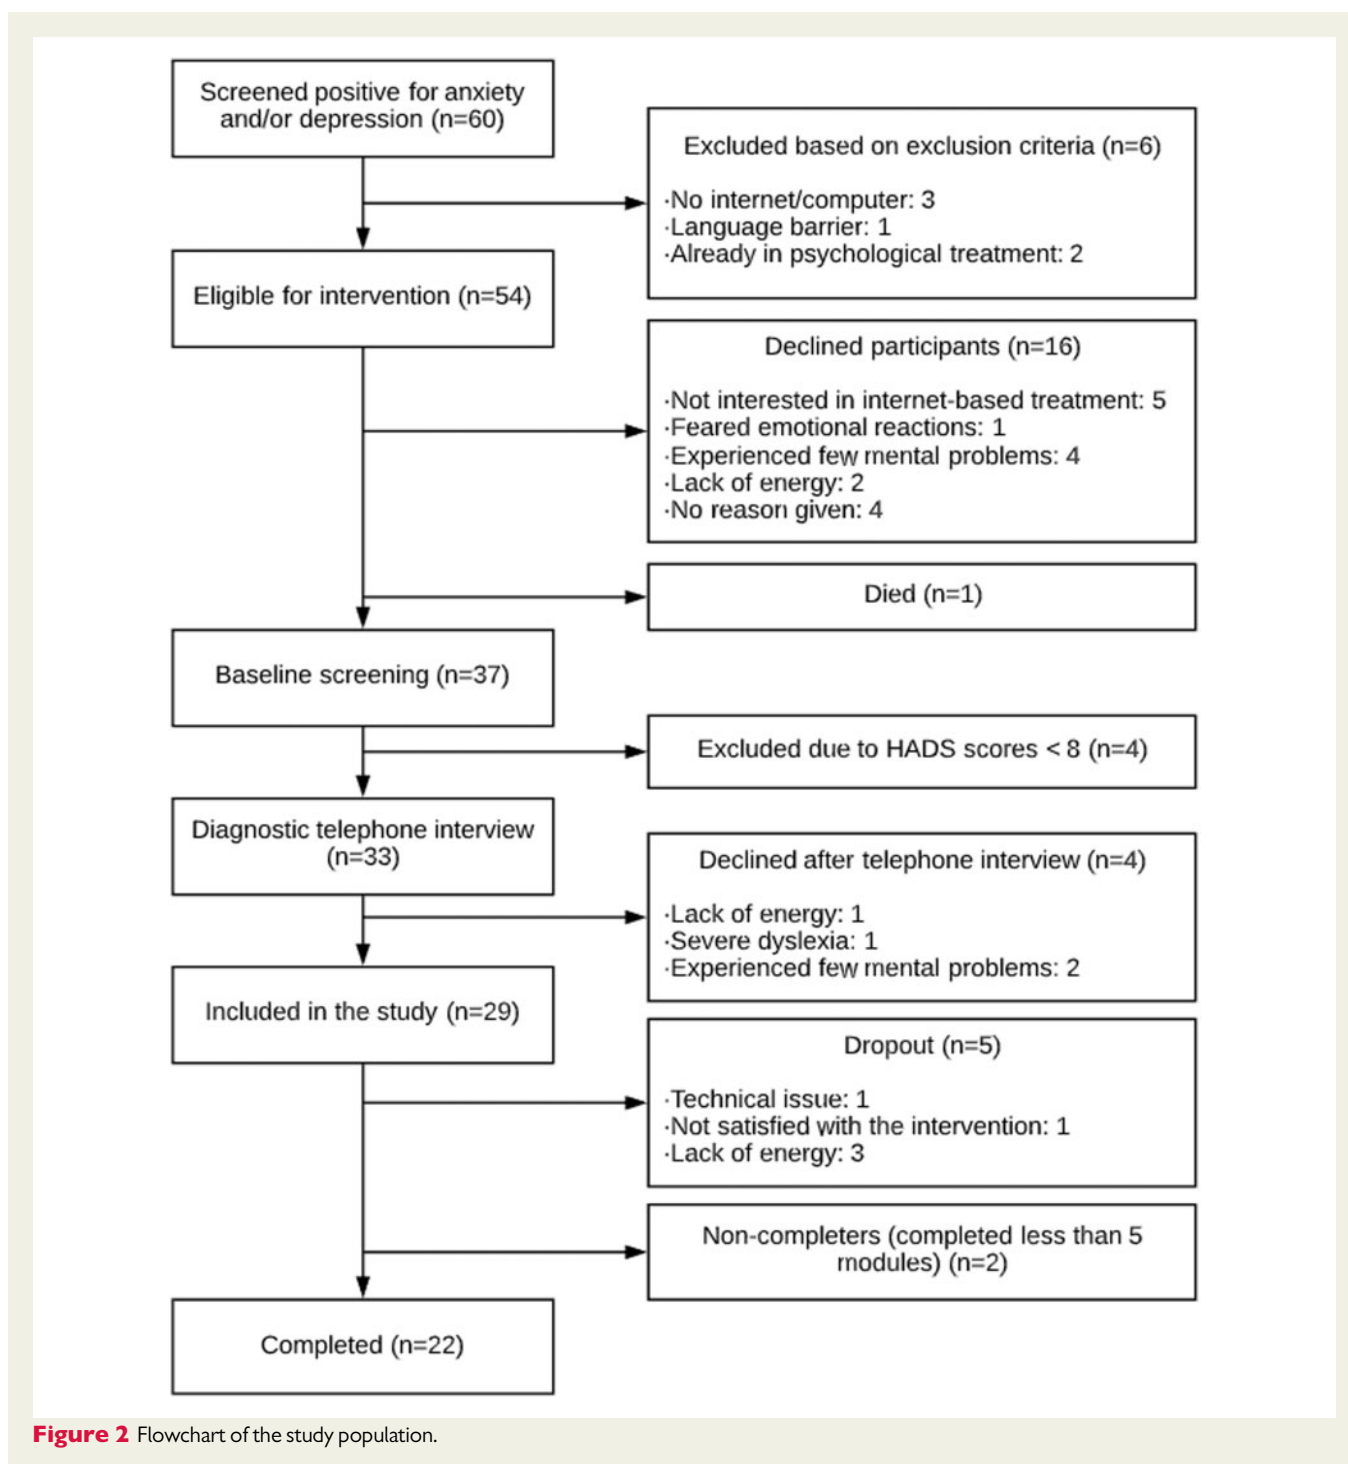 Screened positive for anxiety
and/or depression (n=60)
Excluded based on exclusion criteria (n=6)
·No internet/computer: 3
·Language barrier: 1
·Already in psychological treatment: 2
Eligible for intervention (n=54)
Declined participants (n=16)
·Not interested in internet-based treatment: 5
·Feared emotional reactions: 1
·Experienced few mental problems: 4
·Lack of energy: 2
·No reason given: 4
Died (n=1)
Baseline screening (n=37)
Excluded due to HADS scores < 8 (n=4)
Diagnostic telephone interview
(n=33)
Declined after telephone interview (n=4)
·Lack of energy: 1
·Severe dyslexia: 1
·Experienced few mental problems: 2
Included in the study (n=29)
Dropout (n=5)
·Technical issue: 1
·Not satisfied with the intervention: 1
·Lack of energy: 3
Non-completers (completed less than 5
modules) (n=2)
Completed (n=22)
Figure 2 Flowchart of the study population.